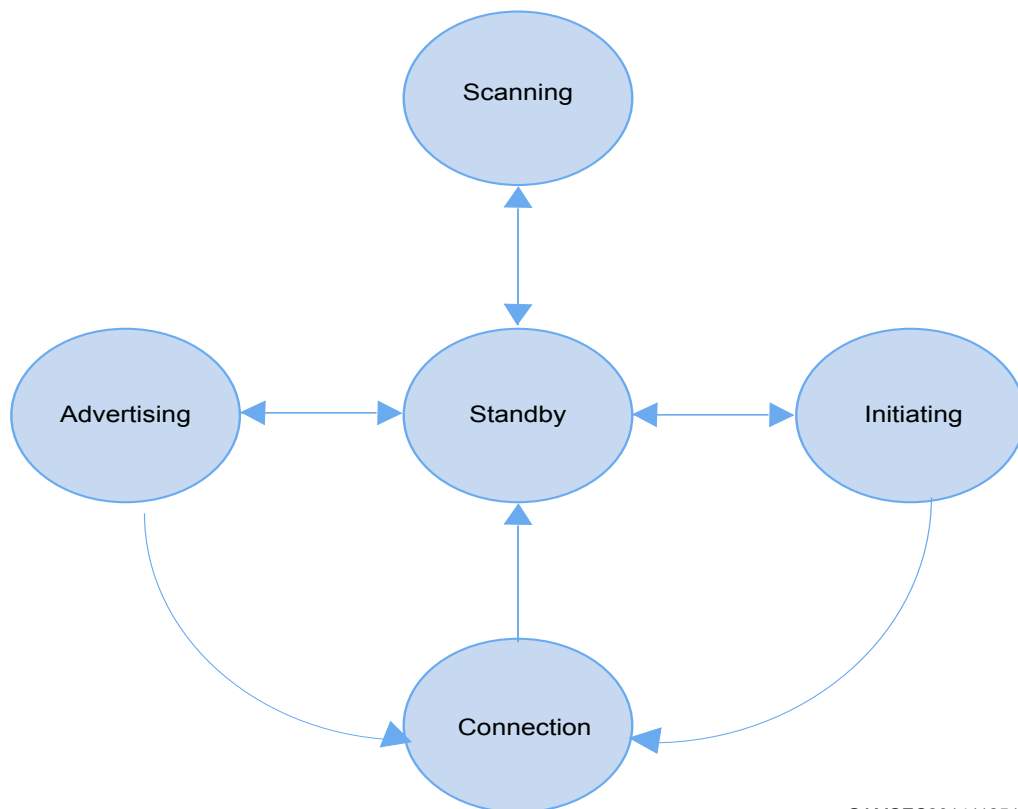 Scanning
Advertising
Standby
Initiating
Connection